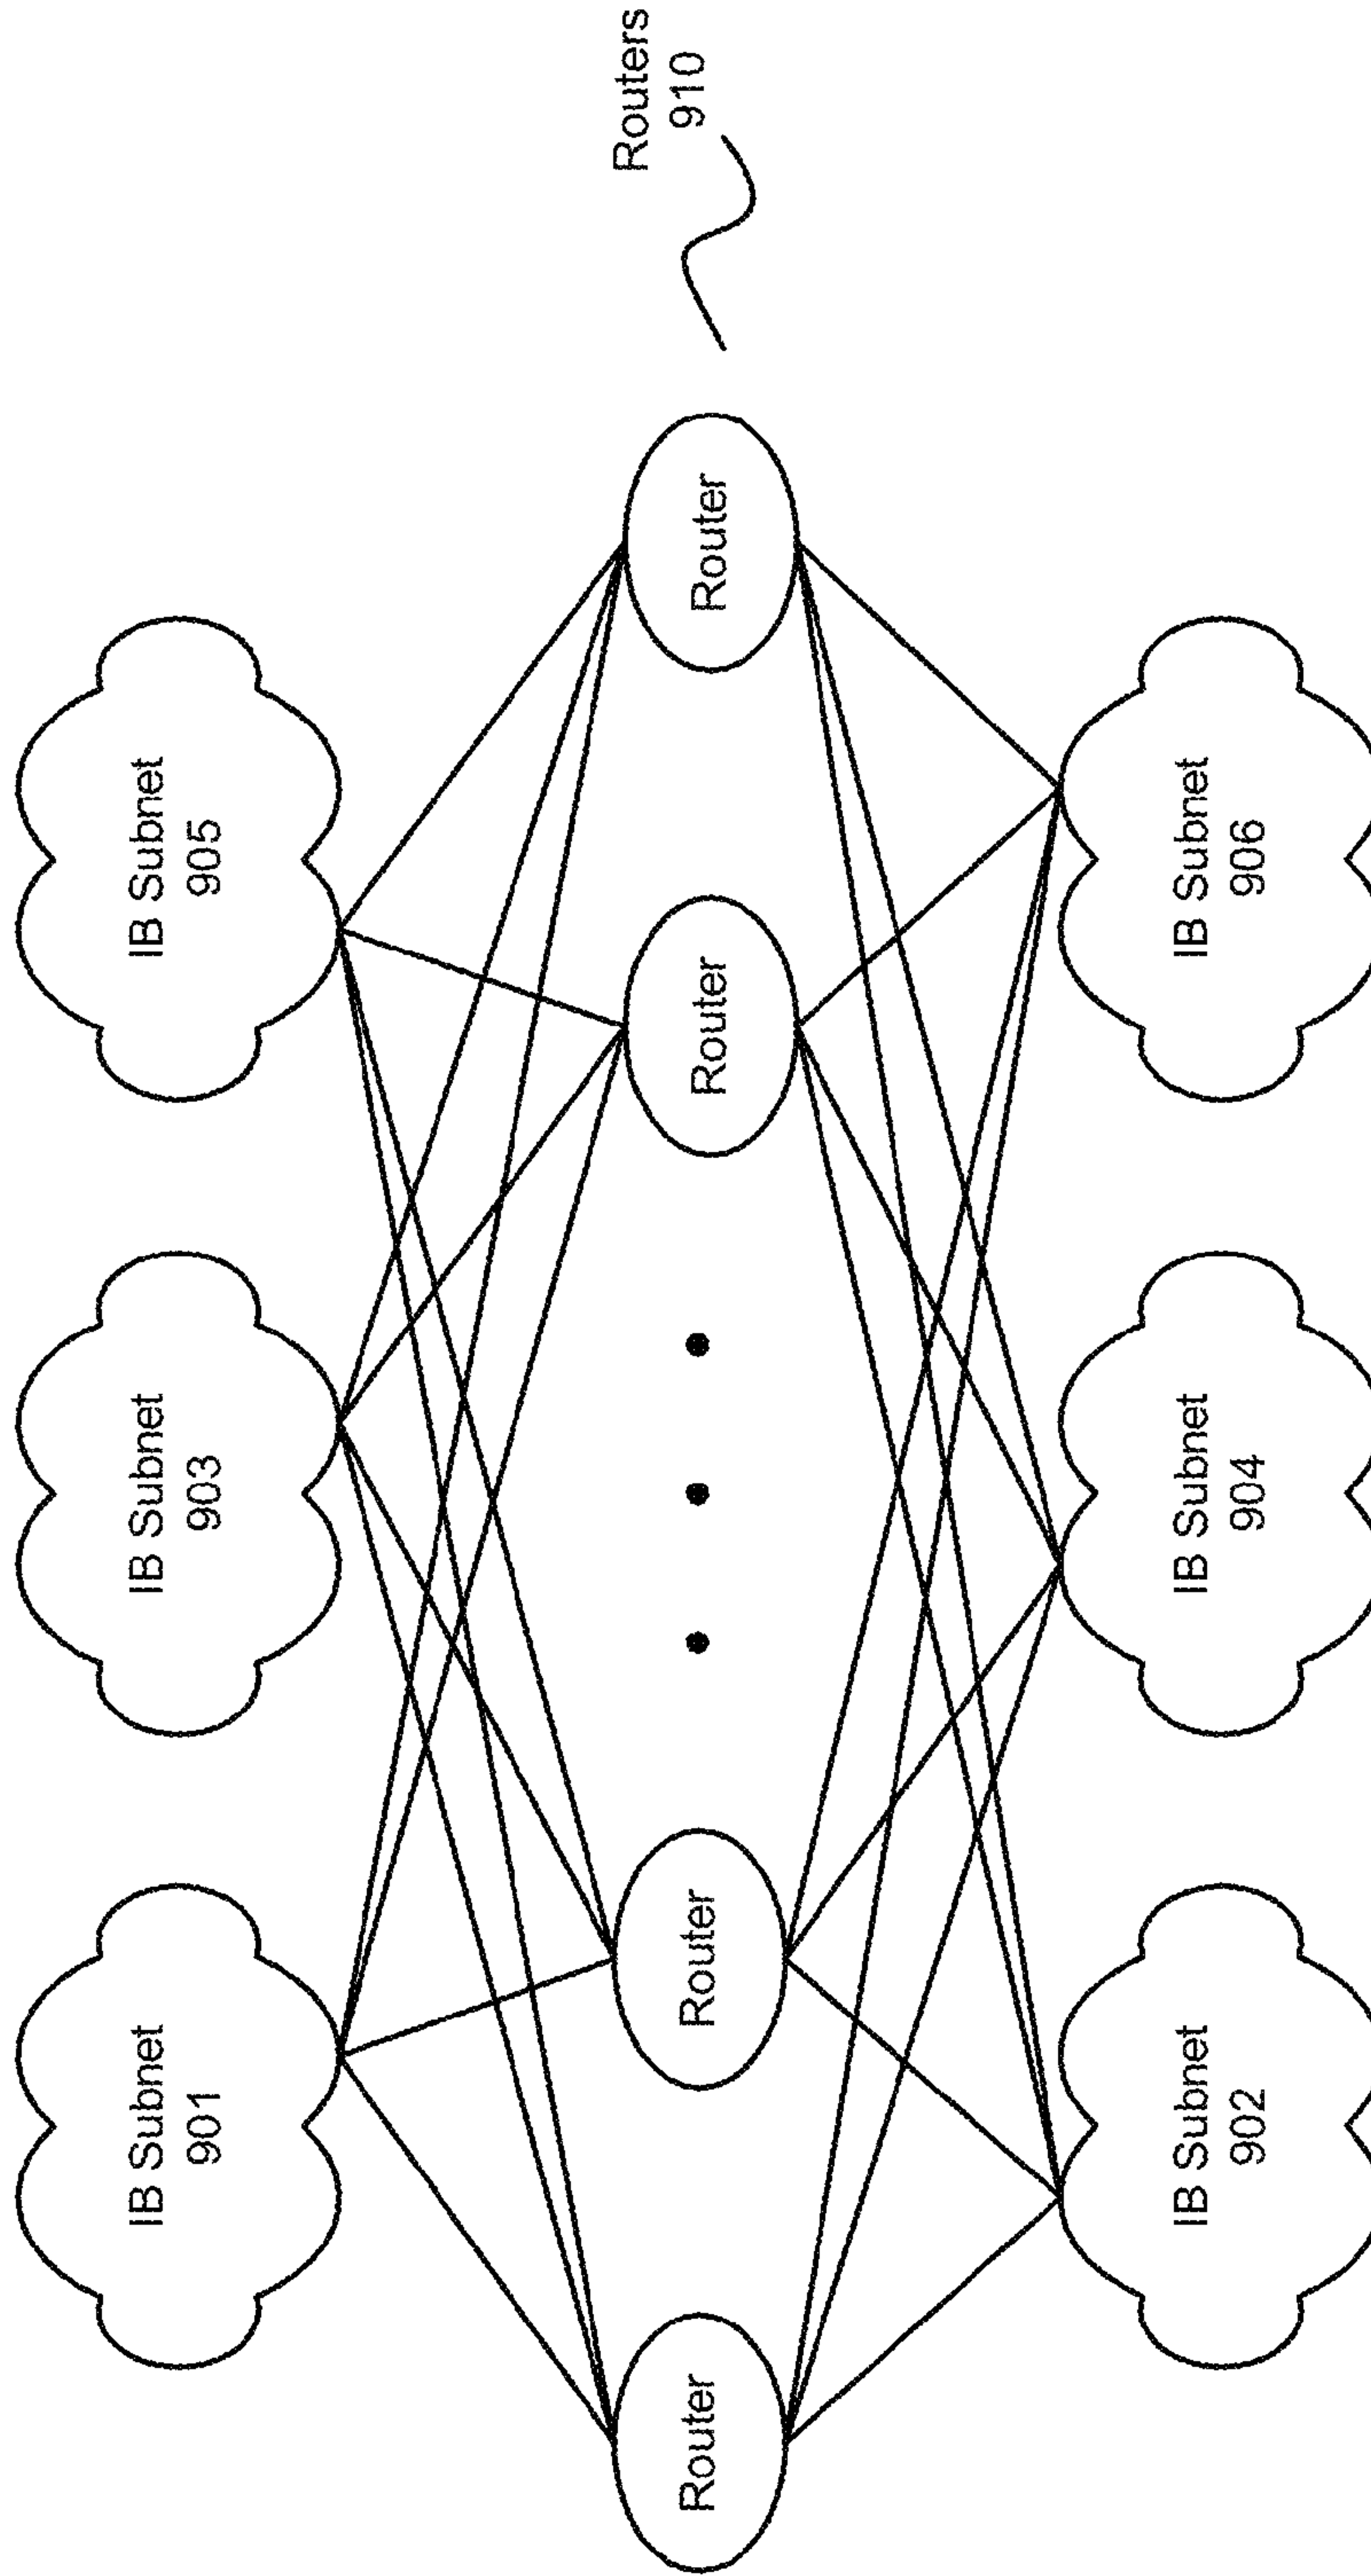 IB Subnet
901
IB Subnet
903
IB Subnet
905
Router
Router
Router
Router
Routers
910
IB Subnet
902
IB Subnet
904
IB Subnet
906